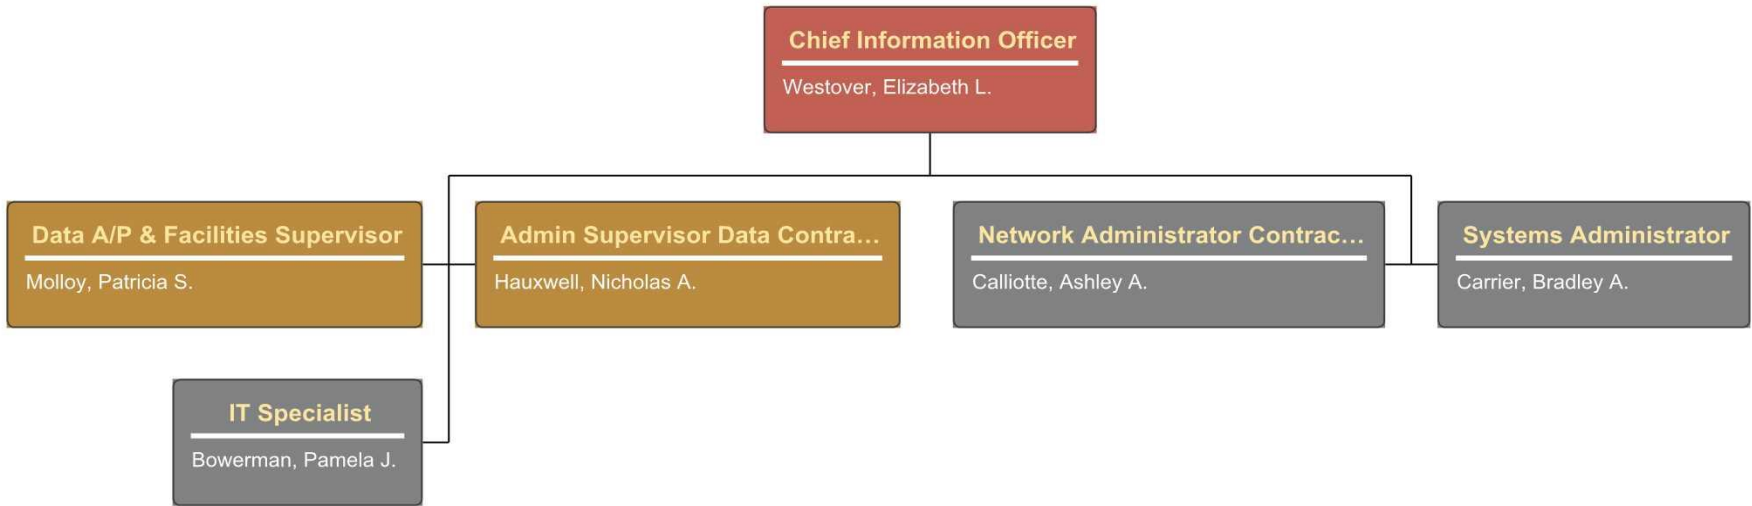 Chief Information Officer
Westover, Elizabeth L.
Data A/P & Facilities Supervisor
Molloy, Patricia S.
Admin Supervisor Data Contra...
Hauxwell, Nicholas A.
Network Administrator Contrac...
Calliotte, Ashley A.
Systems Administrator
Carrier, Bradley A.
IT Specialist
Bowerman, Pamela J.